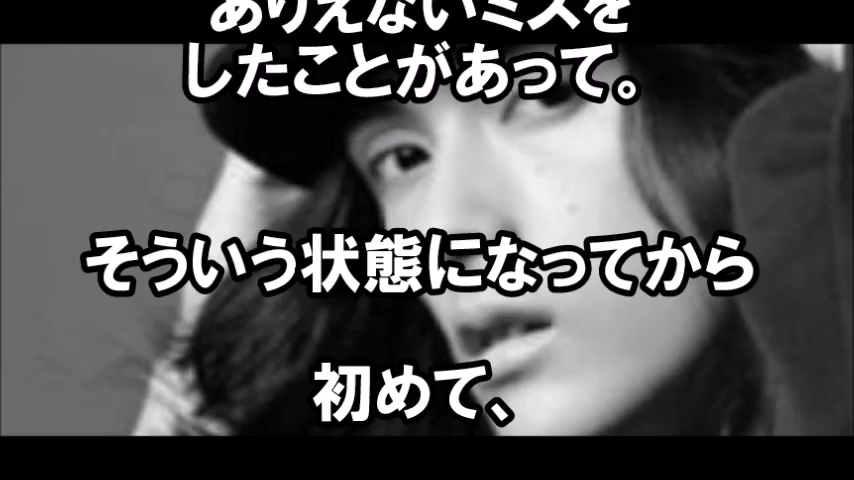 ありえないミスを
したことがあって。
そういう状態になってから
初めて、